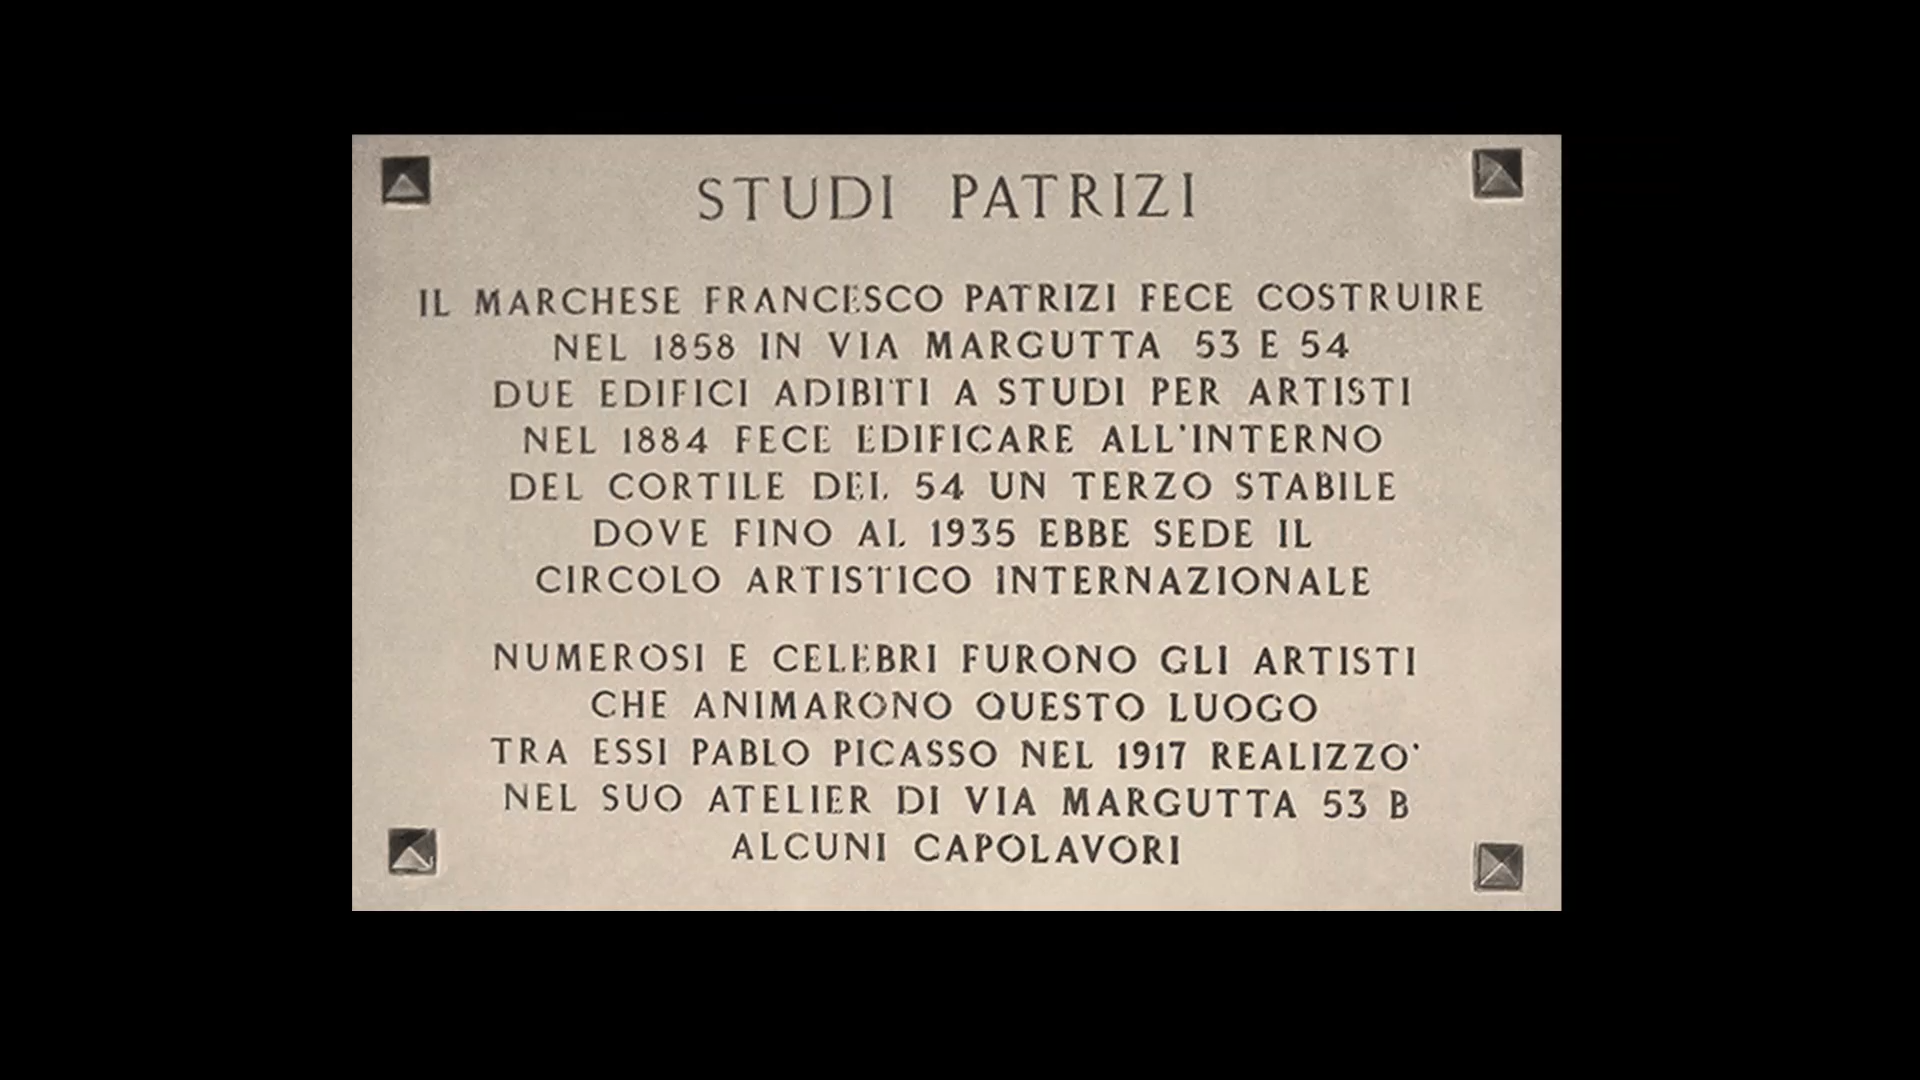 STUDI PATRIZI
IL MARCHESE FRANCESCO PATRIZI FECE COSTRUIRE
NEL 1858 IN VIA MARGUTTA 53 E 54
DUE EDIFICI ADIBITI A STUDI PER ARTISTI
NEL 1884 FECE EDIFICARE ALL'INTERNO
DEL CORTILE DEL 54 UN TERZO STABILE
DOVE FINO AL 1935 EBBE SEDE IL
CIRCOLO ARTISTICO INTERNAZIONALE
NUMEROSI E CELEBRI FURONO GLI ARTISTI
CHE ANIMARONO QUESTO LUOGO
TRA ESSI PABLO PICASSO NEL 1917 REALIZZO'
NEL SUO ATELIER DI VIA MARGUTTA 53 B
ALCUNI CAPOLAVORI